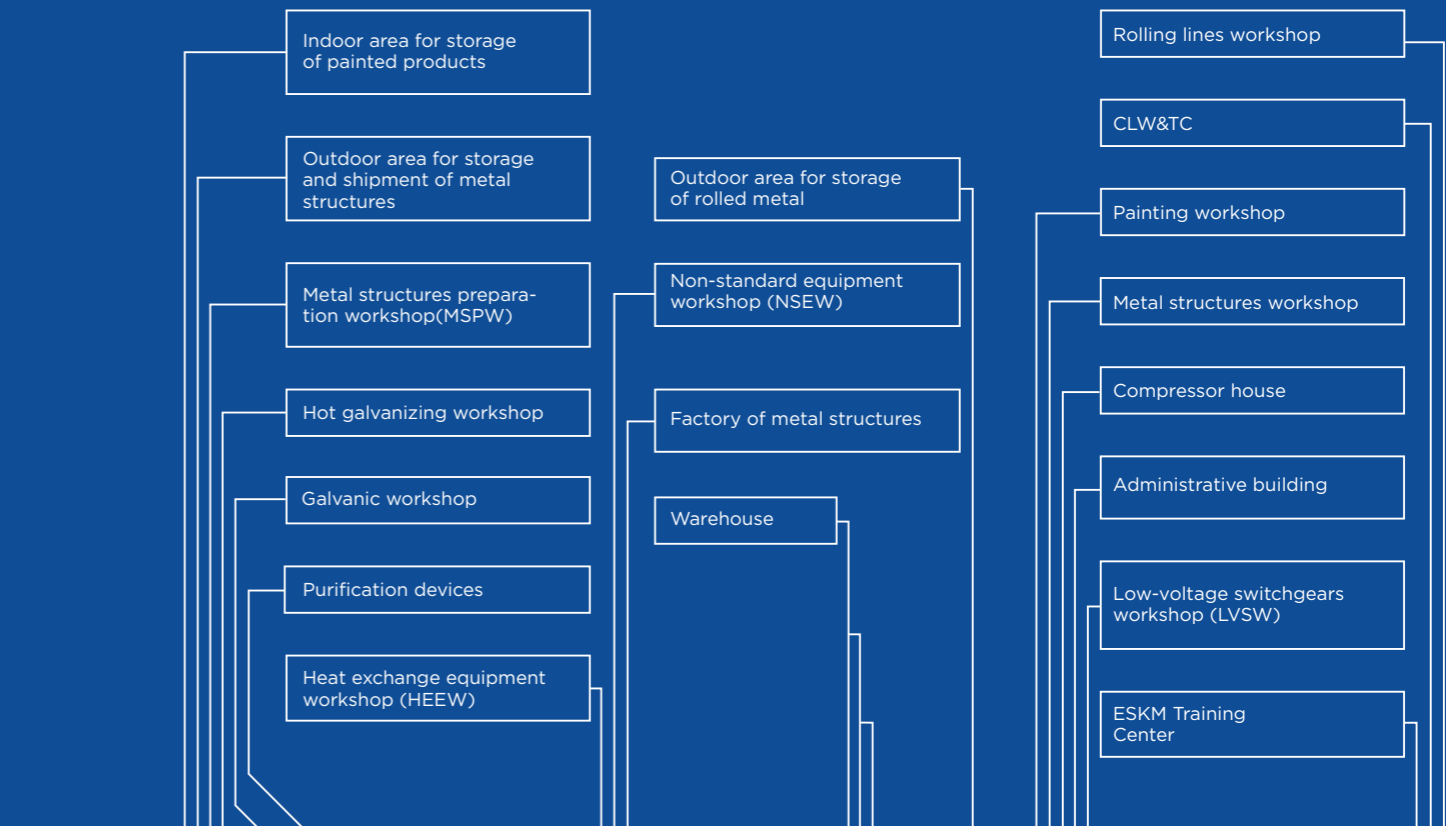 Indoor area for storage
of painted products
Outdoor area for storage
and shipment of metal
structures
Metal structures prepara-
tion workshop(MSPW)
Hot galvanizing workshop
Galvanic workshop
Purification devices
Heat exchange equipment
workshop (HEEW)
Outdoor area for storage
of rolled metal
Non-standard equipment
workshop (NSEW)
Factory of metal structures
Warehouse
Rolling lines workshop
CLW&TC
Painting workshop
Metal structures workshop
Compressor house
Administrative building
Low-voltage switchgears
workshop (LVSW)
ESKM Training
Center